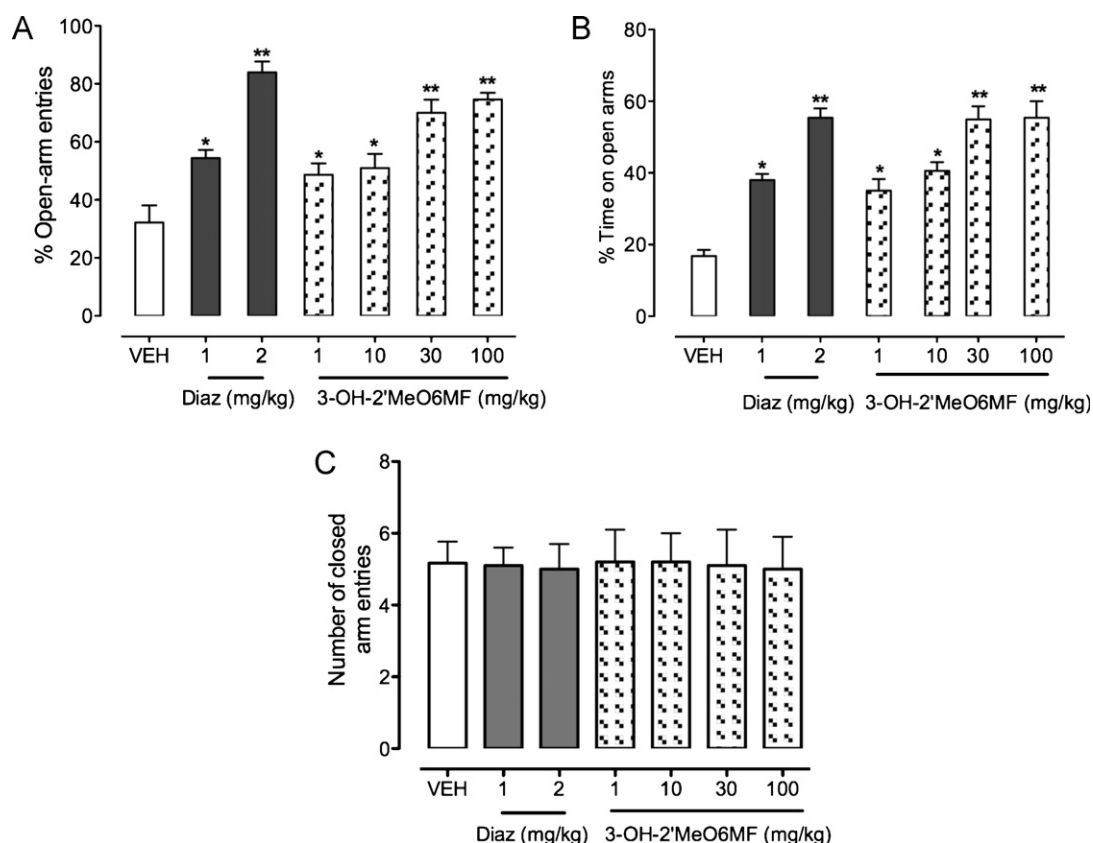 A
% Open-arm entries
100
80
60
40
20
0
* ** * * ** **
VEH 1 2 1 10 30 100
Diaz (mg/kg) 3-OH-2'MeO6MF (mg/kg)
B
% Time on open arms
80
60
40
20
0
* ** * * ** **
VEH 1 2 1 10 30 100
Diaz (mg/kg) 3-OH-2'MeO6MF (mg/kg)
C
Number of closed
arm entries
8
6
4
2
0
VEH 1 2 1 10 30 100
Diaz (mg/kg) 3-OH-2'MeO6MF (mg/kg)